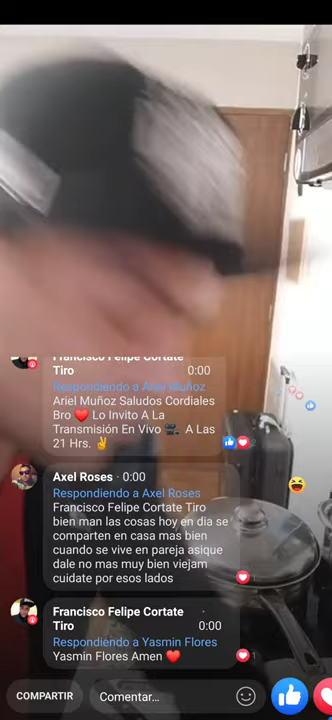 Francisco Felipe Cortate
Tiro 0:00
Respondiendo a Ariel Muñoz
Ariel Muñoz Saludos Cordiales
Bro ❤️ Lo Invito A La
Transmisión En Vivo 🎥 A Las
21 Hrs. ✌️ 2
Axel Roses · 0:00
Respondiendo a Axel Roses
Francisco Felipe Cortate Tiro
bien man las cosas hoy en dia se
comparten en casa mas bien
cuando se vive en pareja asique
dale no mas muy bien viejam
cuidate por esos lados 1
Francisco Felipe Cortate ·
Tiro 0:00
Respondiendo a Yasmin Flores
Yasmin Flores Amen ❤️ 1
COMPARTIR Comentar...